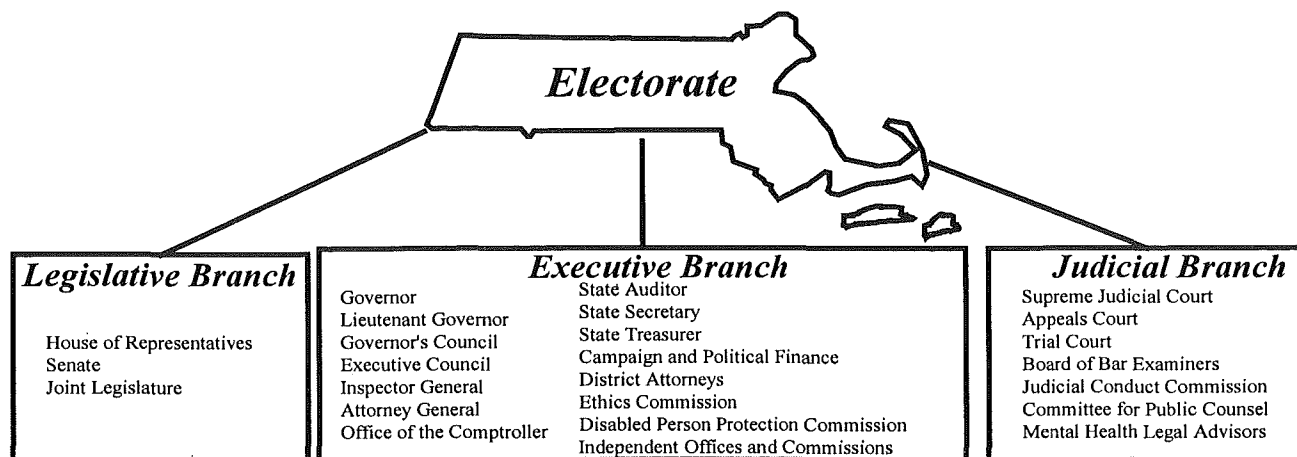 Electorate
Legislative Branch
House of Representatives
Senate
Joint Legislature
Executive Branch
Governor
Lieutenant Governor
Governor's Council
Executive Council
Inspector General
Attorney General
Office of the Comptroller
State Auditor
State Secretary
State Treasurer
Campaign and Political Finance
District Attorneys
Ethics Commission
Disabled Person Protection Commission
Independent Offices and Commissions
Judicial Branch
Supreme Judicial Court
Appeals Court
Trial Court
Board of Bar Examiners
Judicial Conduct Commission
Committee for Public Counsel
Mental Health Legal Advisors